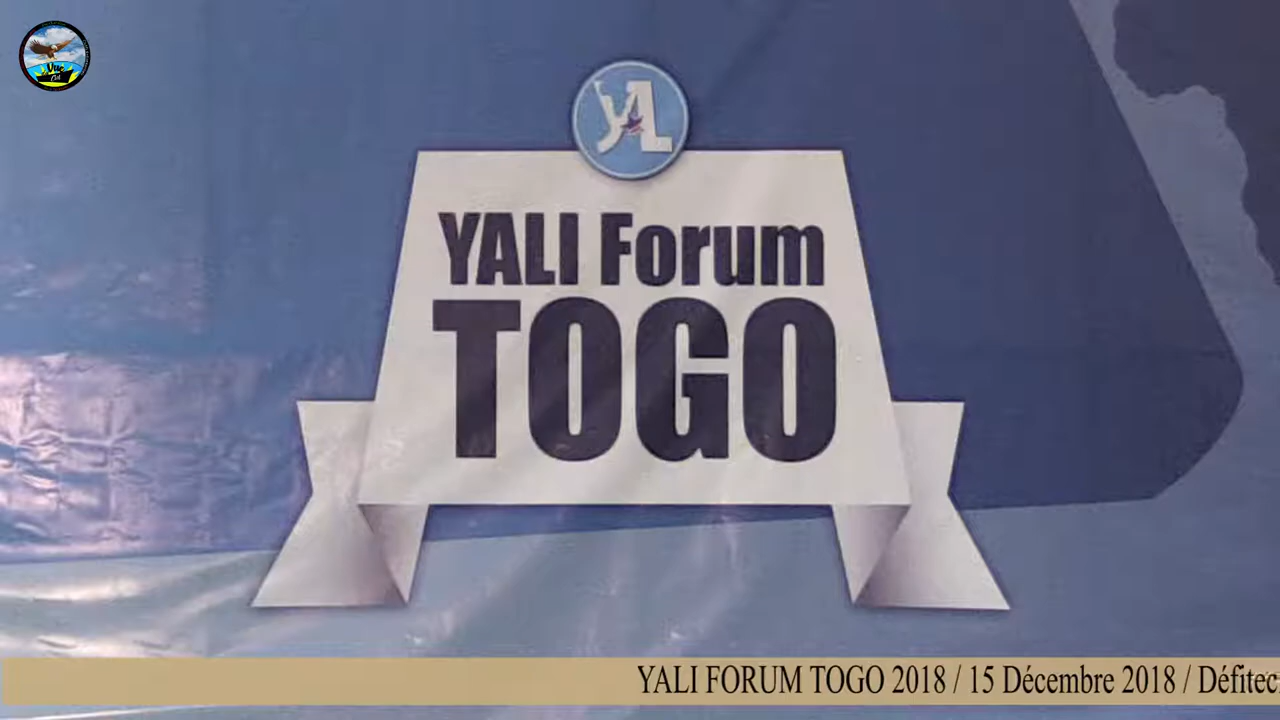 YAL
YALI Forum
TOGO
YALI FORUM TOGO 2018 / 15 Décembre 2018 / Défitec